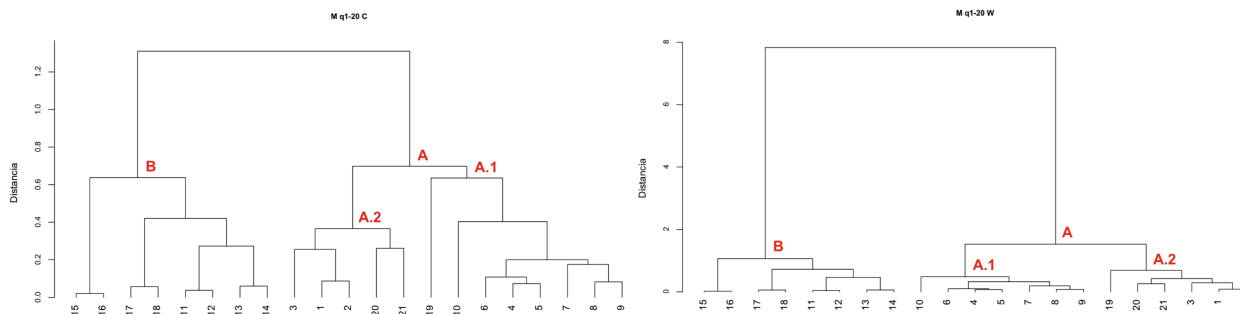 M q1-20 C
Distancia
1.2
1.0
0.8
0.6
0.4
0.2
0.0
B
A
A.1
A.2
15 16 17 18 11 12 13 14 3 1 2 20 21 19 10 6 4 5 7 8 9
M q1-20 W
Distancia
8
6
4
2
0
B
A
A.1
A.2
15 16 17 18 11 12 13 14 10 6 4 5 7 8 9 19 20 21 3 1